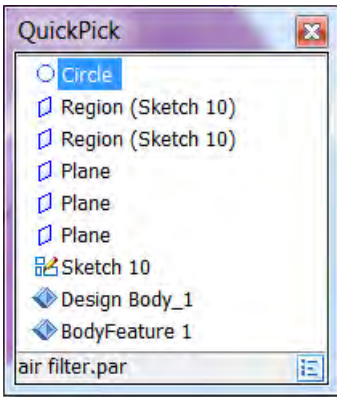 QuickPick
Circle
Region (Sketch 10)
Region (Sketch 10)
Plane
Plane
Plane
Sketch 10
Design Body_1
BodyFeature 1
air filter.par